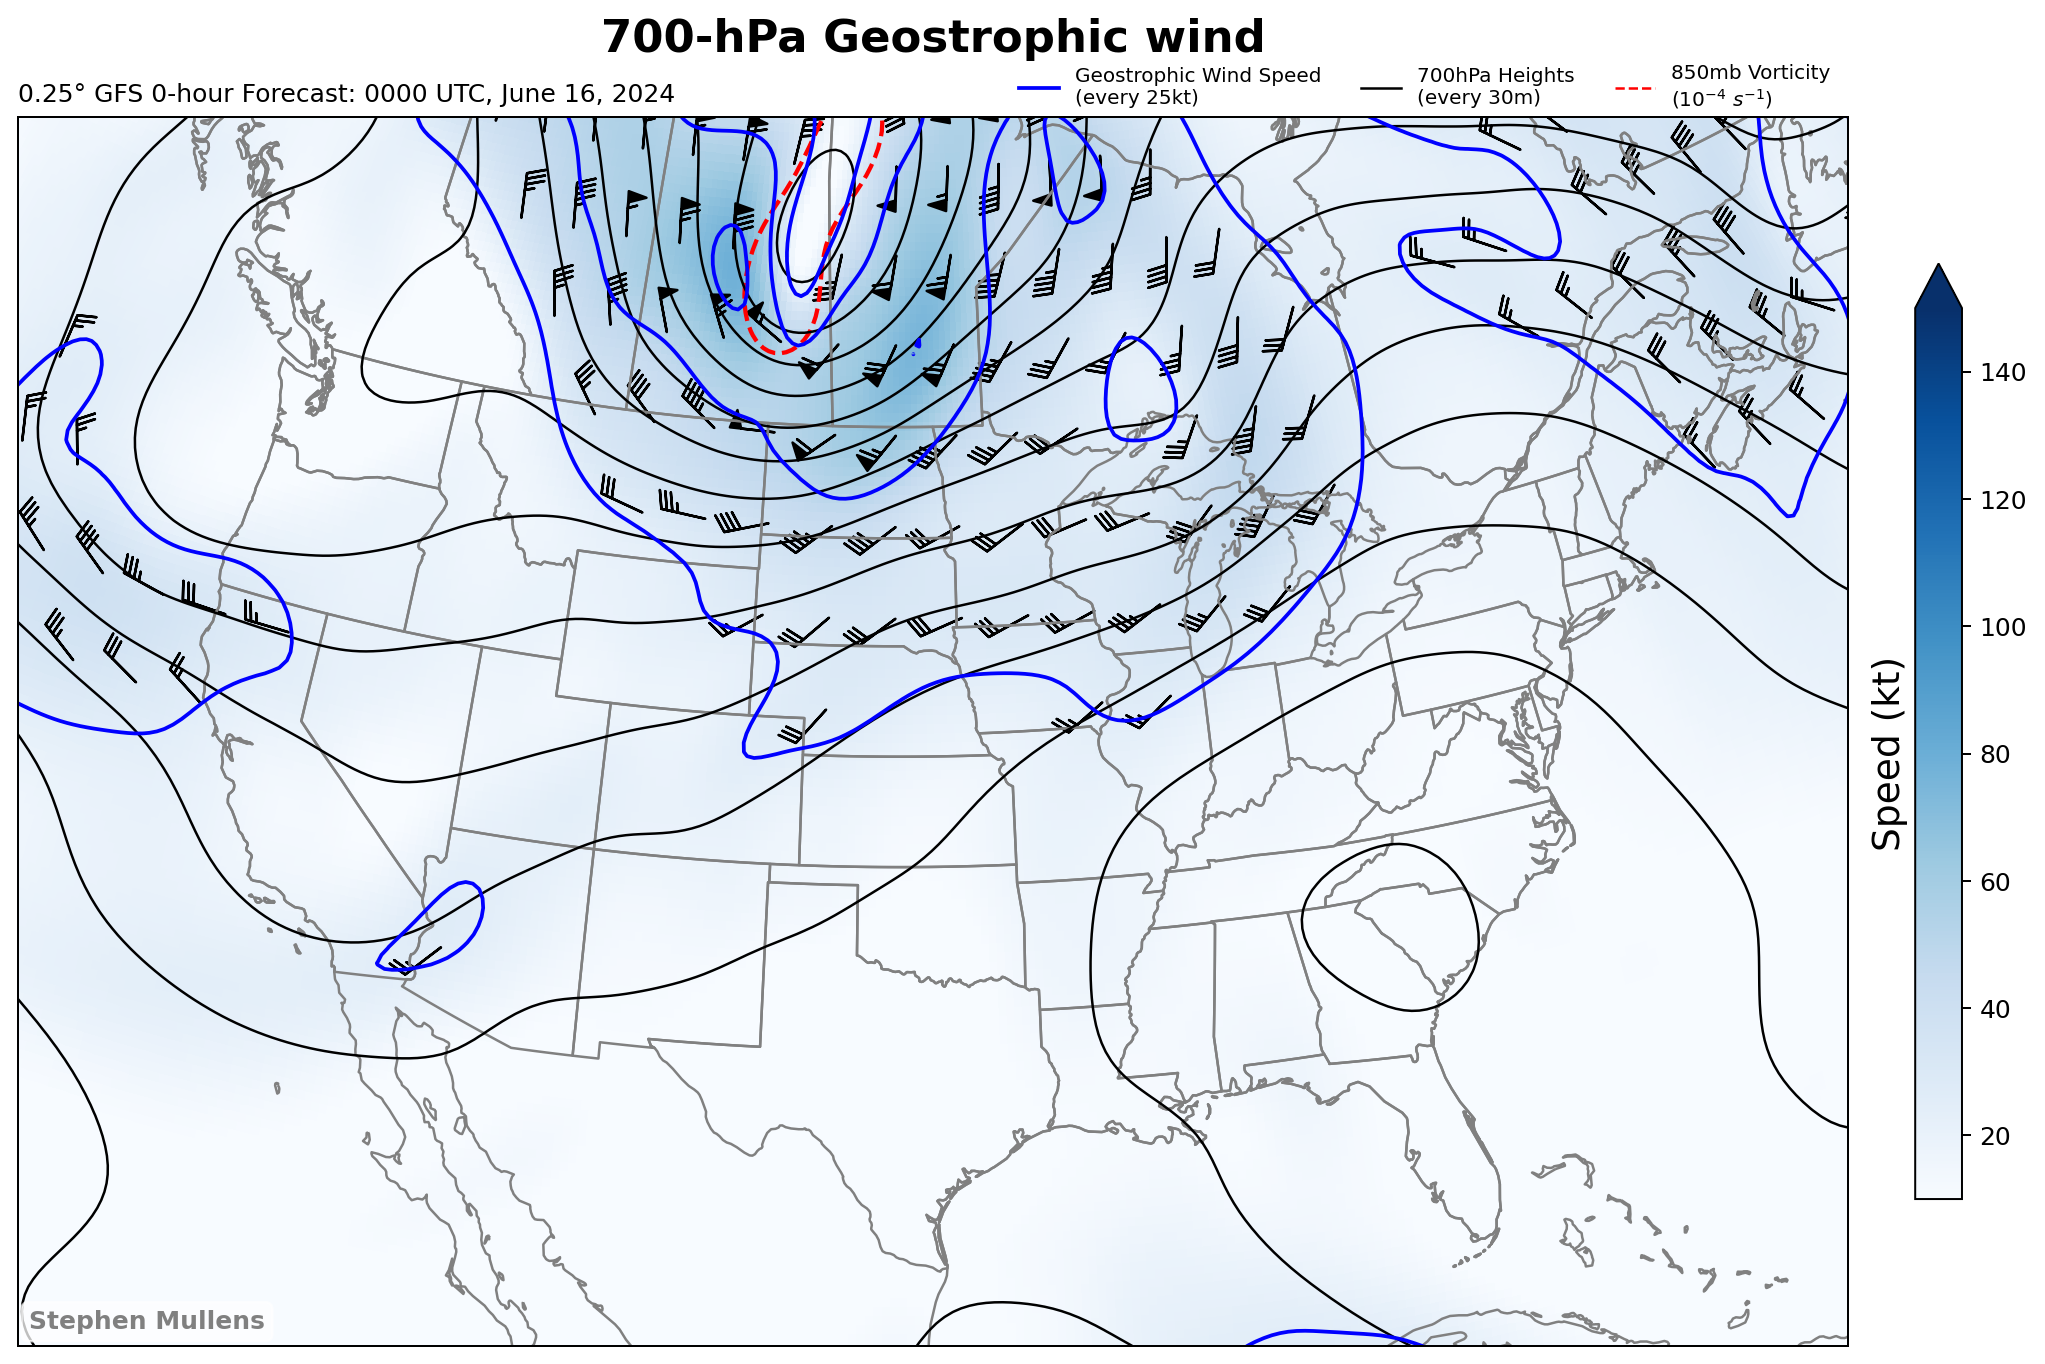 700-hPa Geostrophic wind
0.25° GFS 0-hour Forecast: 0000 UTC, June 16, 2024
Geostrophic Wind Speed
(every 25kt)
700hPa Heights
(every 30m)
850mb Vorticity
(10⁻⁴ s⁻¹)
140
120
100
80
60
40
20
Speed (kt)
Stephen Mullens